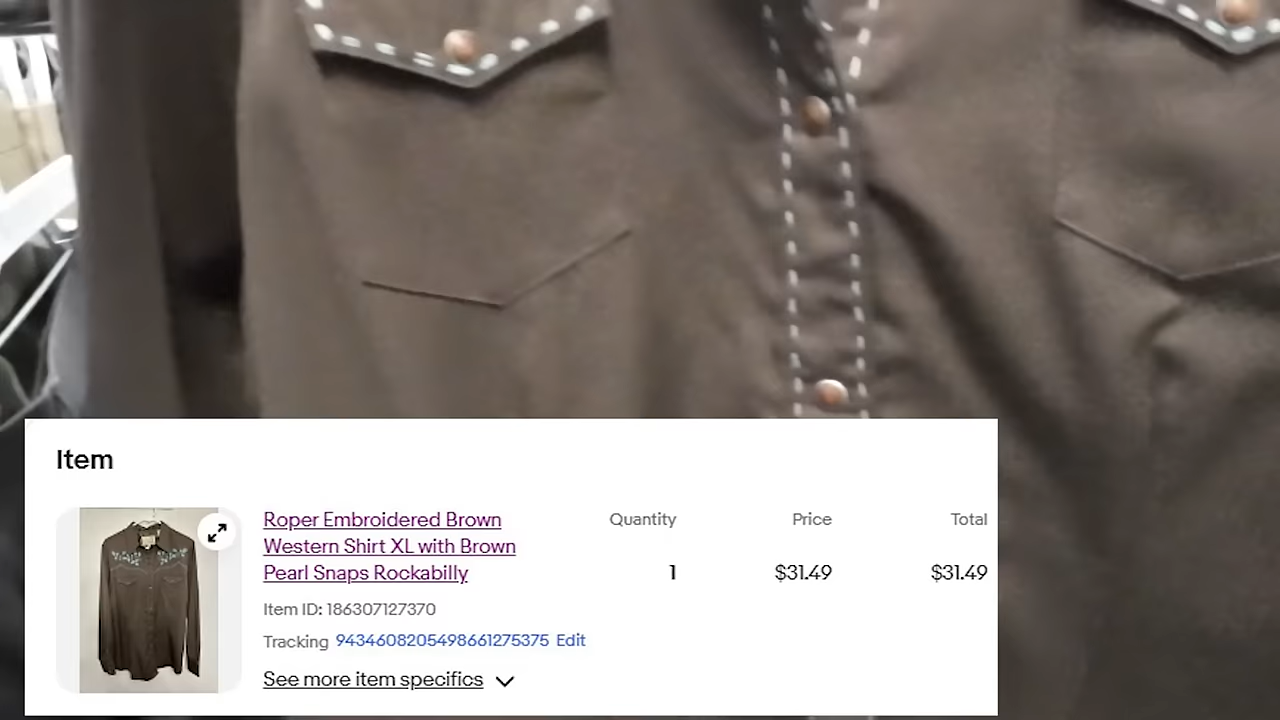 Item
Roper Embroidered Brown
Western Shirt XL with Brown
Pearl Snaps Rockabilly
Quantity
Price
Total
1
$31.49
$31.49
Item ID: 186307127370
Tracking 9434608205498661275375 Edit
See more item specifics